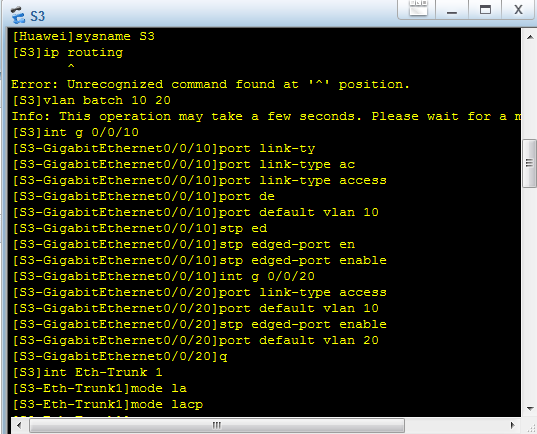 S3
[Huawei]sysname S3
[S3]ip routing
^
Error: Unrecognized command found at '^' position.
[S3]vlan batch 10 20
Info: This operation may take a few seconds. Please wait for a m
[S3]int g 0/0/10
[S3-GigabitEthernet0/0/10]port link-ty
[S3-GigabitEthernet0/0/10]port link-type ac
[S3-GigabitEthernet0/0/10]port link-type access
[S3-GigabitEthernet0/0/10]port de
[S3-GigabitEthernet0/0/10]port default vlan 10
[S3-GigabitEthernet0/0/10]stp ed
[S3-GigabitEthernet0/0/10]stp edged-port en
[S3-GigabitEthernet0/0/10]stp edged-port enable
[S3-GigabitEthernet0/0/10]int g 0/0/20
[S3-GigabitEthernet0/0/20]port link-type access
[S3-GigabitEthernet0/0/20]port default vlan 10
[S3-GigabitEthernet0/0/20]stp edged-port enable
[S3-GigabitEthernet0/0/20]port default vlan 20
[S3-GigabitEthernet0/0/20]q
[S3]int Eth-Trunk 1
[S3-Eth-Trunk1]mode la
[S3-Eth-Trunk1]mode lacp